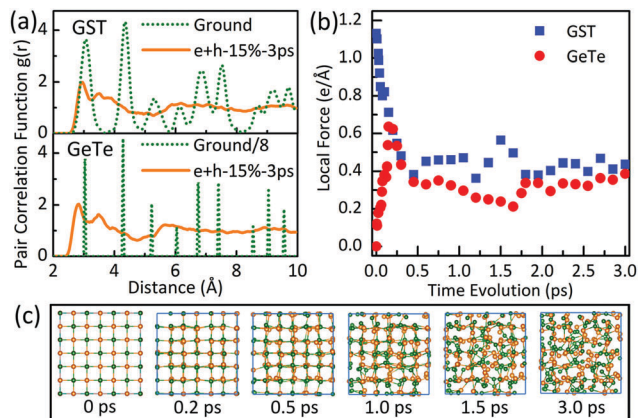 (a)
GST
Ground
e+h-15%-3ps
4
2
0
GeTe
Ground/8
e+h-15%-3ps
4
2
0
Pair Correlation Function g(r)
2 4 6 8 10
Distance (Å)
(b)
GST
GeTe
1.2
1.0
0.8
0.6
0.4
0.2
0.0
Local Force (e/Å)
0.0 0.5 1.0 1.5 2.0 2.5 3.0
Time Evolution (ps)
(c)
0 ps 0.2 ps 0.5 ps 1.0 ps 1.5 ps 3.0 ps